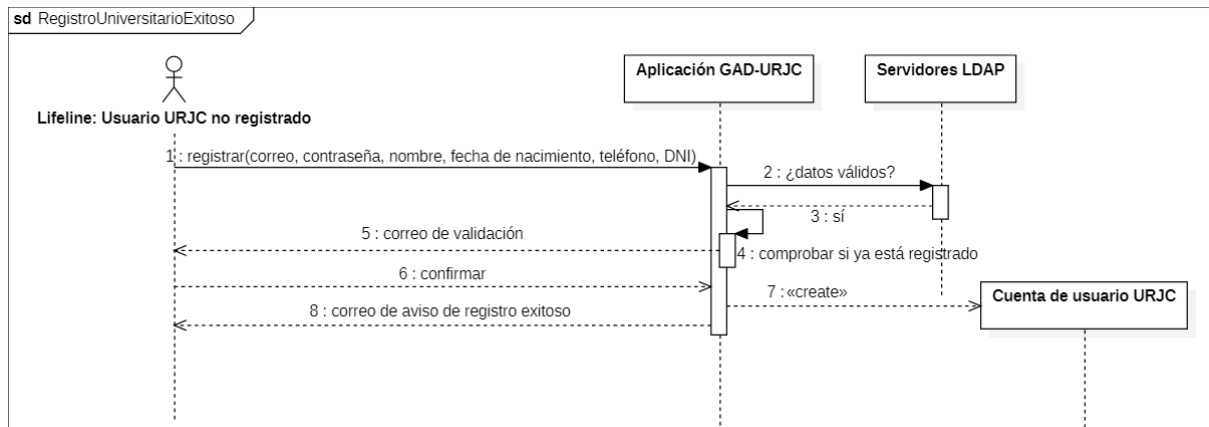 sd RegistroUniversitarioExitoso
Aplicación GAD-URJC
Servidores LDAP
Lifeline: Usuario URJC no registrado
1 : registrar(correo, contraseña, nombre, fecha de nacimiento, teléfono, DNI)
2 : ¿datos válidos?
3 : sí
5 : correo de validación
4 : comprobar si ya está registrado
6 : confirmar
7 : «create»
Cuenta de usuario URJC
8 : correo de aviso de registro exitoso